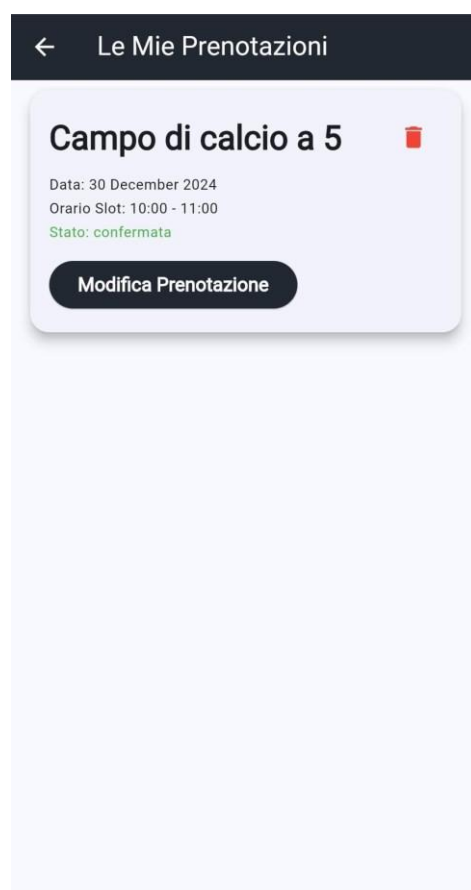 Le Mie Prenotazioni
Campo di calcio a 5
Data: 30 December 2024
Orario Slot: 10:00 - 11:00
Stato: confermata
Modifica Prenotazione